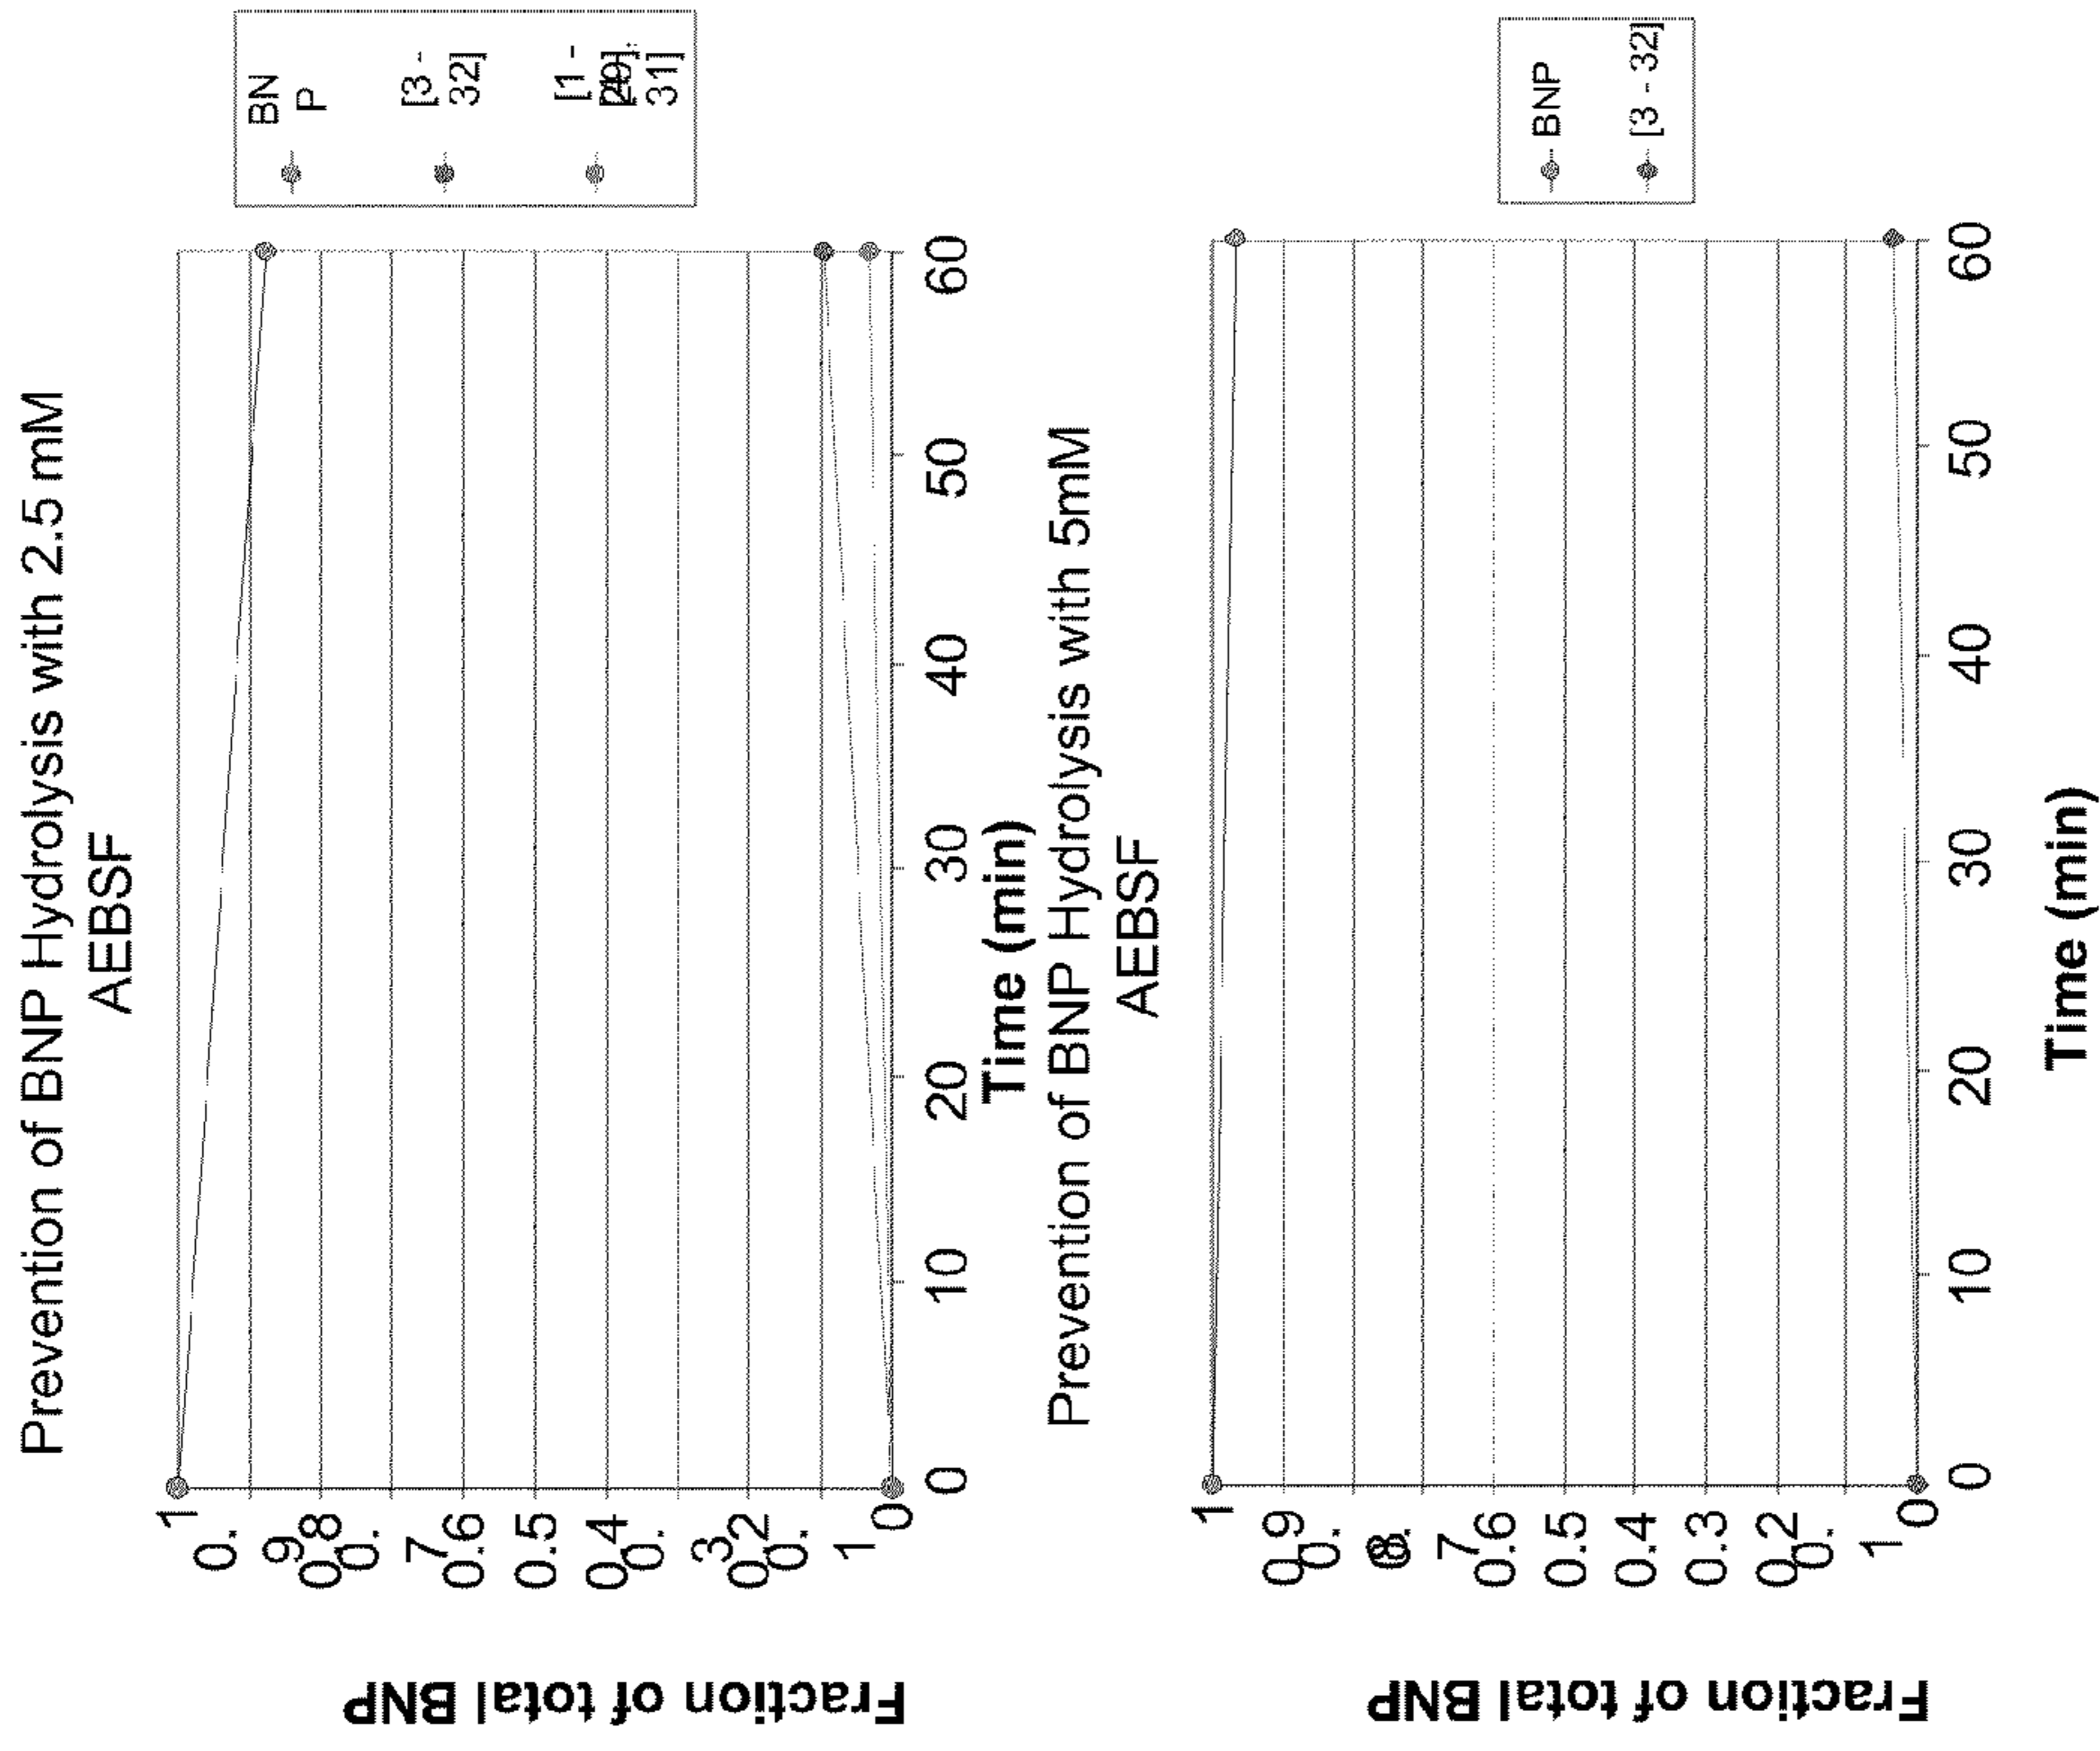 Prevention of BNP Hydrolysis with 2.5 mM
AEBSF
1
0.
9
0.8
0.
7
0.6
0.5
0.4
0.
3
0.2
0.
1
0
Fraction of total BNP
0 10 20 30 40 50 60
Time (min)
BN
P
[3 -
32]
[1 -
31]
Prevention of BNP Hydrolysis with 5mM
AEBSF
1
0.9
0.
7
0.6
0.5
0.4
0.3
0.2
0.
1
0
Fraction of total BNP
0 10 20 30 40 50 60
Time (min)
BNP
[3 - 32]